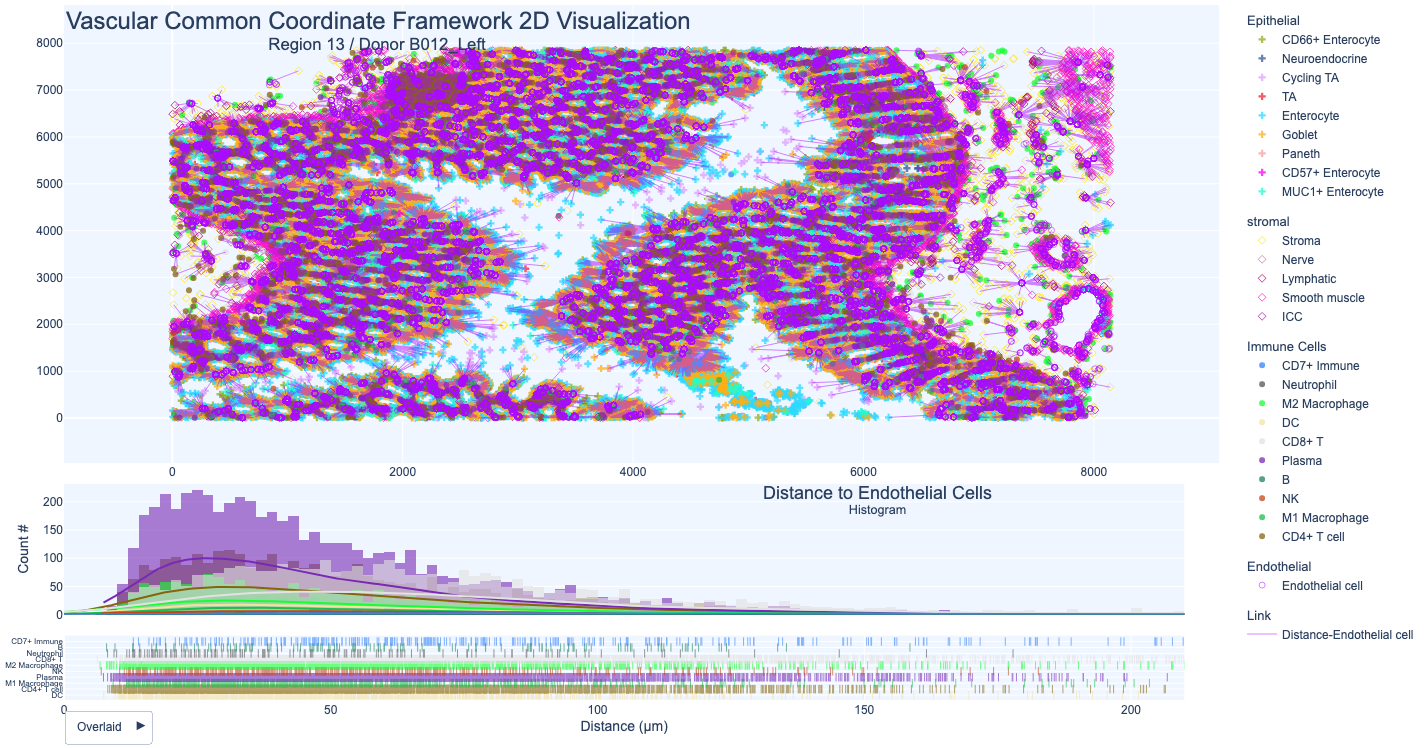 Vascular Common Coordinate Framework 2D Visualization
Region 13 / Donor B012_Left
8000
7000
6000
5000
4000
3000
2000
1000
0
0 2000 4000 6000 8000
Epithelial
CD66+ Enterocyte
Neuroendocrine
Cycling TA
TA
Enterocyte
Goblet
Paneth
CD57+ Enterocyte
MUC1+ Enterocyte
stromal
Stroma
Nerve
Lymphatic
Smooth muscle
ICC
Immune Cells
CD7+ Immune
Neutrophil
M2 Macrophage
DC
CD8+ T
Plasma
B
NK
M1 Macrophage
CD4+ T cell
Endothelial
Endothelial cell
Link
Distance-Endothelial cell
Distance to Endothelial Cells
Histogram
Count #
200
150
100
50
0
CD7+ Immune
B
Neutrophil
CD8+ T
M2 Macrophage
NK
Plasma
M1 Macrophage
CD4+ T cell
DC
0 50 100 150 200
Distance (μm)
Overlaid ►